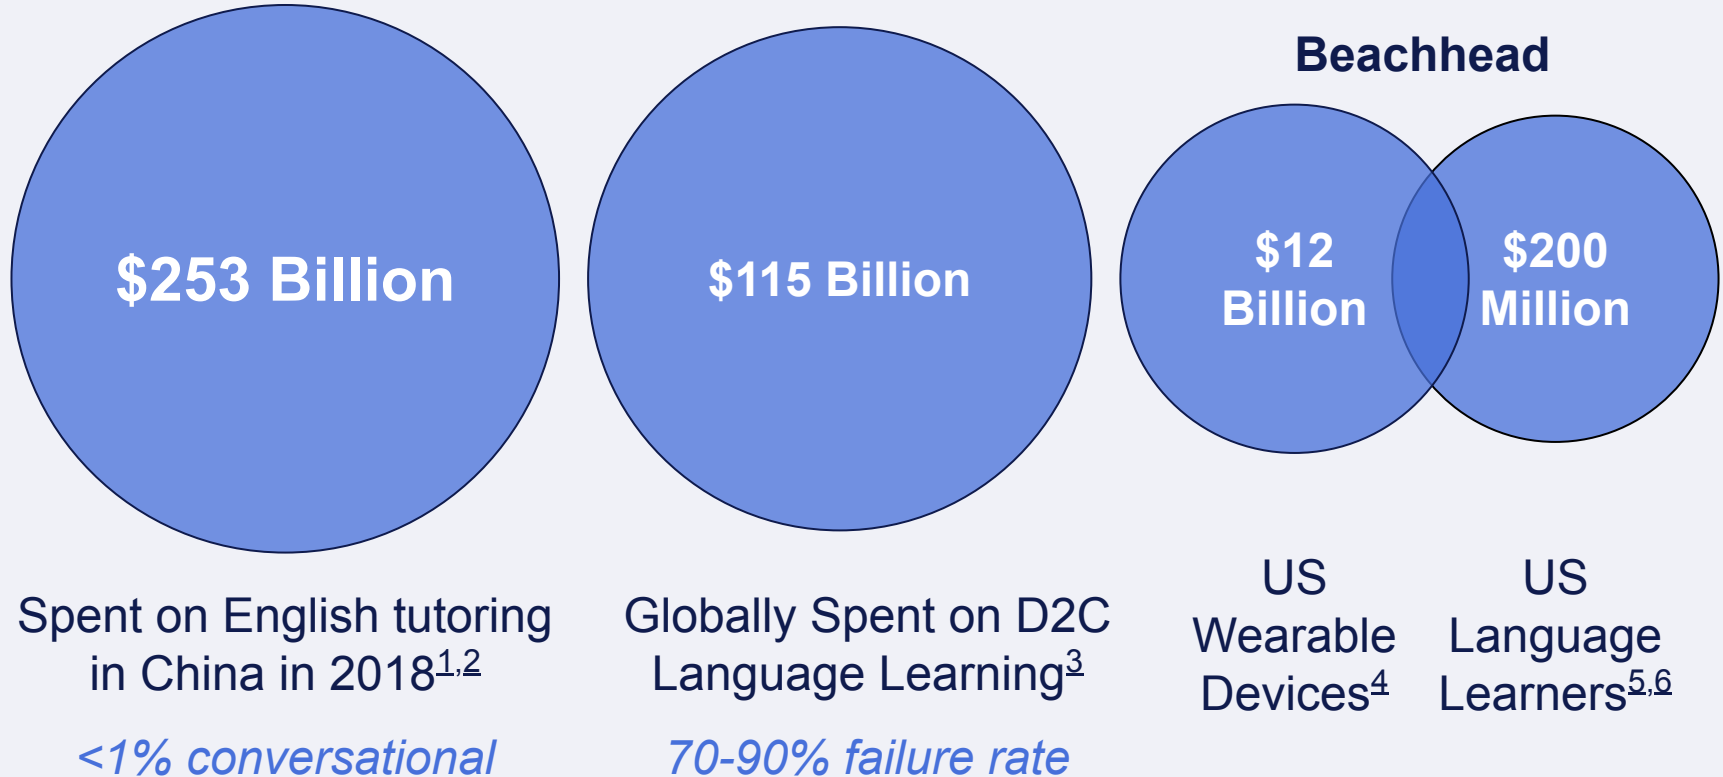 $253 Billion
Spent on English tutoring
in China in 2018¹,²
<1% conversational
$115 Billion
Globally Spent on D2C
Language Learning³
70-90% failure rate
Beachhead
$12
Billion
$200
Million
US
Wearable
Devices⁴
US
Language
Learners⁵,⁶